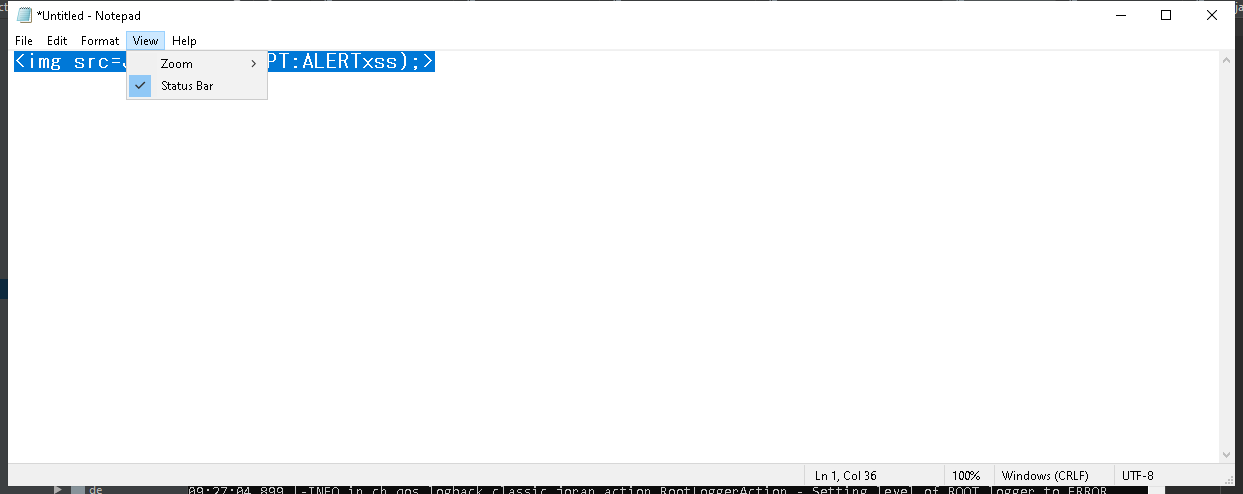 *Untitled - Notepad
File Edit Format View Help
<img src= PT:ALERTxss);>
Zoom
Status Bar
Ln 1, Col 36 100% Windows (CRLF) UTF-8
de 09:27:04,899 |-INFO in ch.qos.logback.classic.joran.action.RootLoggerAction - Setting level of ROOT logger to ERROR